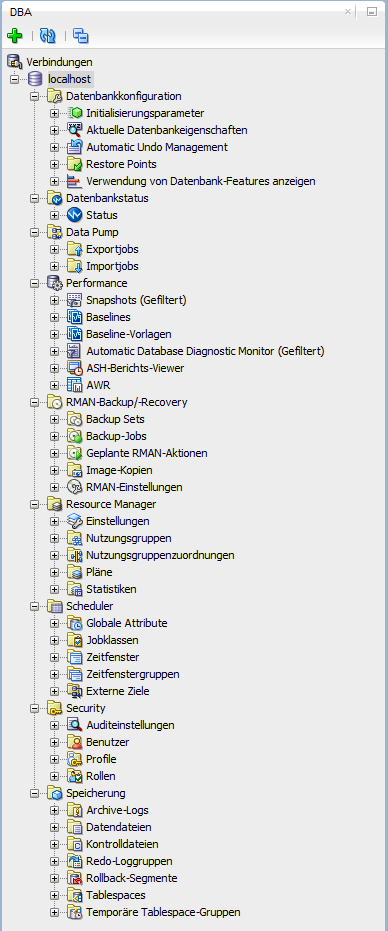 DBA
Verbindungen
localhost
Datenbankkonfiguration
Initialisierungsparameter
Aktuelle Datenbankeigenschaften
Automatic Undo Management
Restore Points
Verwendung von Datenbank-Features anzeigen
Datenbankstatus
Status
Data Pump
Exportjobs
Importjobs
Performance
Snapshots (Gefiltert)
Baselines
Baseline-Vorlagen
Automatic Database Diagnostic Monitor (Gefiltert)
ASH-Berichts-Viewer
AWR
RMAN-Backup/-Recovery
Backup Sets
Backup-Jobs
Geplante RMAN-Aktionen
Image-Kopien
RMAN-Einstellungen
Resource Manager
Einstellungen
Nutzungsgruppen
Nutzungsgruppenzuordnungen
Pläne
Statistiken
Scheduler
Globale Attribute
Jobklassen
Zeitfenster
Zeitfenstergruppen
Externe Ziele
Security
Auditeinstellungen
Benutzer
Profile
Rollen
Speicherung
Archive-Logs
Datendateien
Kontrolldateien
Redo-Loggruppen
Rollback-Segmente
Tablespaces
Temporäre Tablespace-Gruppen